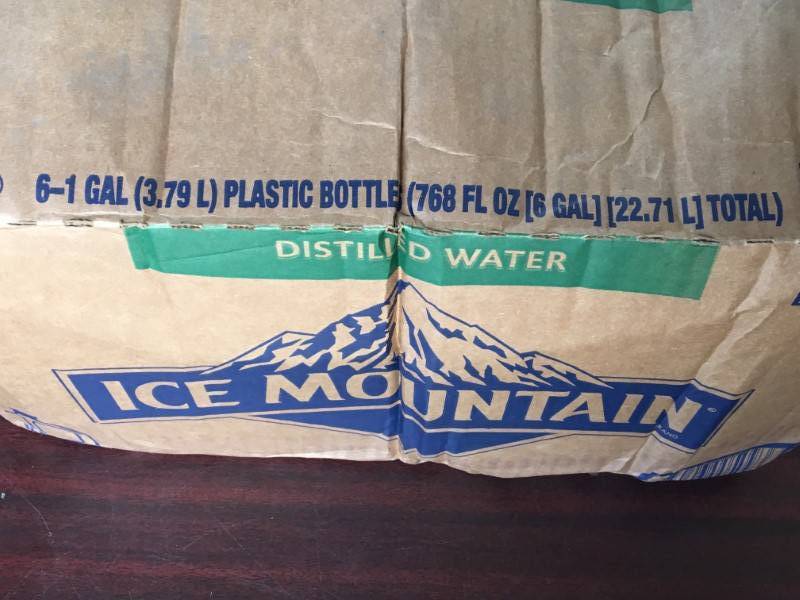 6–1 GAL (3.79 L) PLASTIC BOTTLE (768 FL OZ [6 GAL] [22.71 L] TOTAL)
DISTILLED WATER
ICE MOUNTAIN®
BRAND